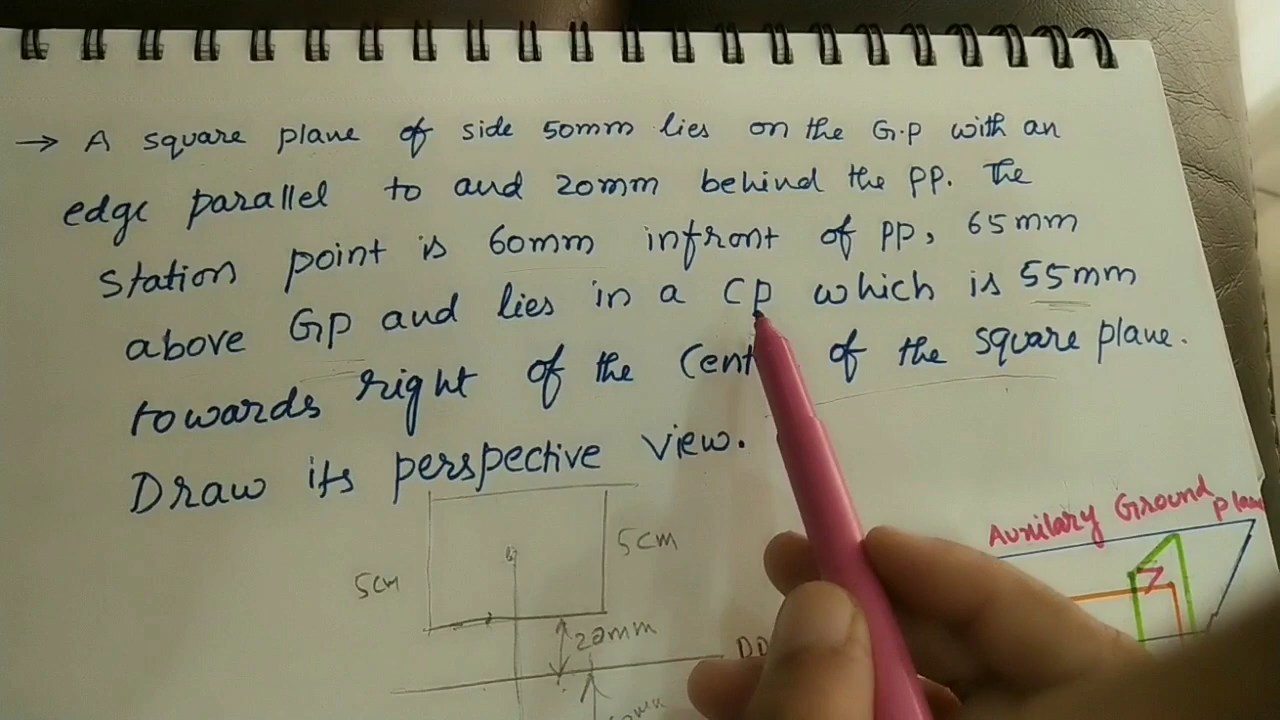 → A square plane of side 50mm lies on the G.P with an
edge parallel to and 20mm behind the PP. The
Station point is 60mm infront of PP, 65mm
above GP and lies in a CP which is 55mm
towards right of the Cent of the square plane.
Draw its perspective view.
Auxilary Ground
5cm
5cm
20mm